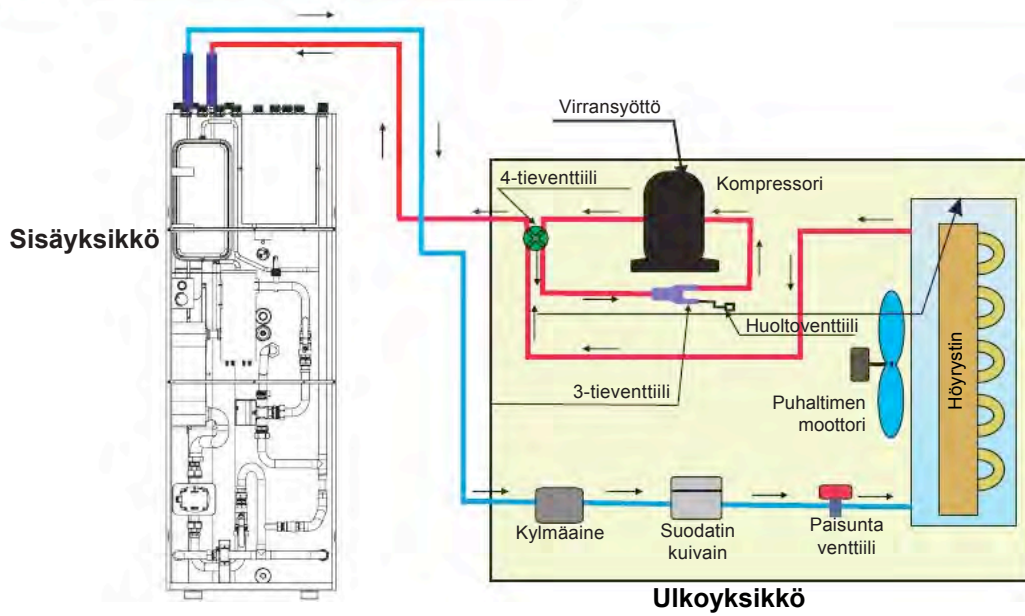 Virransyöttö
4-tieventtiili
Kompressori
Sisäyksikkö
Huoltoventtiili
3-tieventtiili
Puhaltimen
moottori
Höyrystin
Kylmäaine
Suodatin
kuivain
Paisunta
venttiili
Ulkoyksikkö